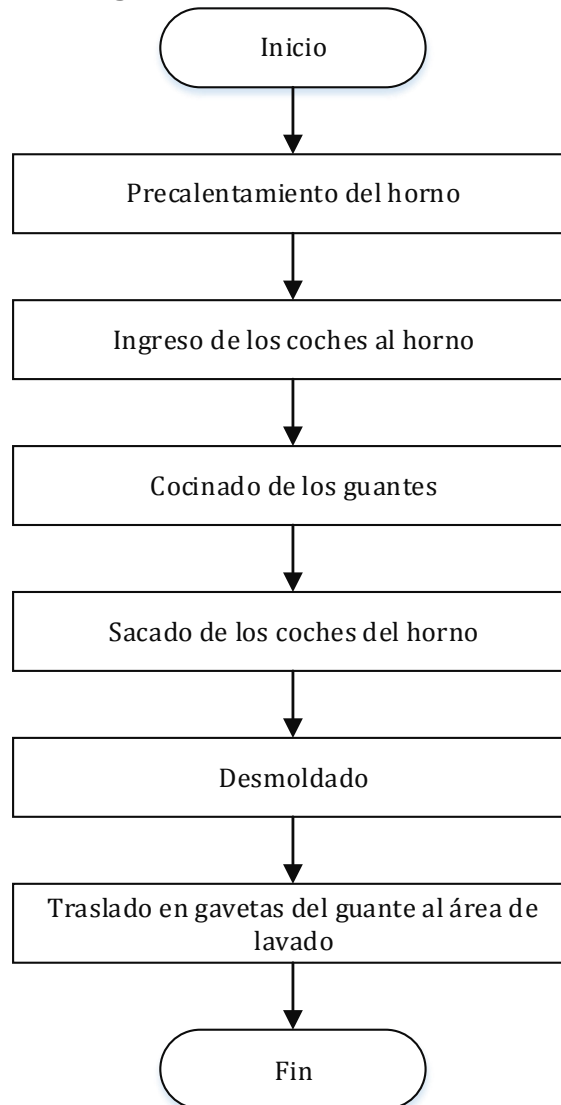 Inicio
Precalentamiento del horno
Ingreso de los coches al horno
Cocinado de los guantes
Sacado de los coches del horno
Desmoldado
Traslado en gavetas del guante al área de
lavado
Fin